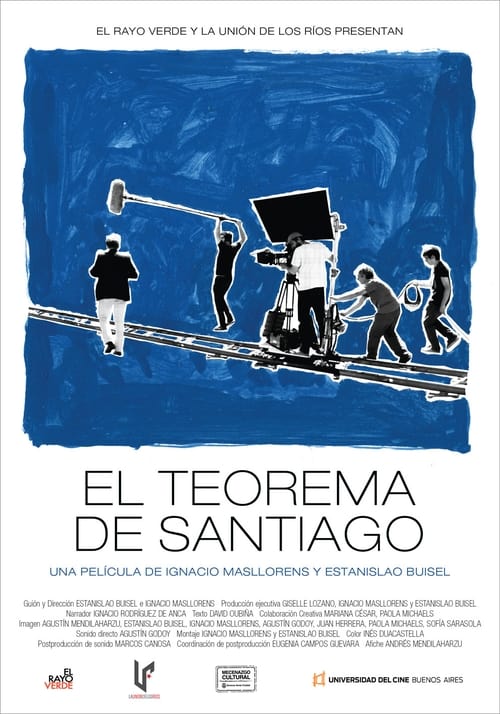 EL RAYO VERDE Y LA UNIÓN DE LOS RÍOS PRESENTAN
EL TEOREMA
DE SANTIAGO
UNA PELÍCULA DE IGNACIO MASLLORENS Y ESTANISLAO BUISEL
Guión y Dirección ESTANISLAO BUISEL E IGNACIO MASLLORENS Producción ejecutiva GISELLE LOZANO, IGNACIO MASLLORENS Y ESTANISLAO BUISEL
Narrador IGNACIO RODRÍGUEZ DE ANCA Texto DAVID OUBIÑA Colaboración Creativa MARIANA CÉSAR, PAOLA MICHAELS
Imagen AGUSTÍN MENDILAHARZU, ESTANISLAO BUISEL, IGNACIO MASLLORENS, AGUSTÍN GODOY, JUAN HERRERA, PAOLA MICHAELS, SOFÍA SARASOLA
Sonido directo AGUSTÍN GODOY Montaje IGNACIO MASLLORENS y ESTANISLAO BUISEL Color INÉS DUACASTELLA
Postproducción de sonido MARCOS CANOSA Coordinación de postproducción EUGENIA CAMPOS GUEVARA Afiche ANDRÉS MENDILAHARZU
EL
RAYO
VERDE
LAUNIONDELOSRIOS
MECENAZGO
CULTURAL
UNIVERSIDAD DEL CINE BUENOS AIRES